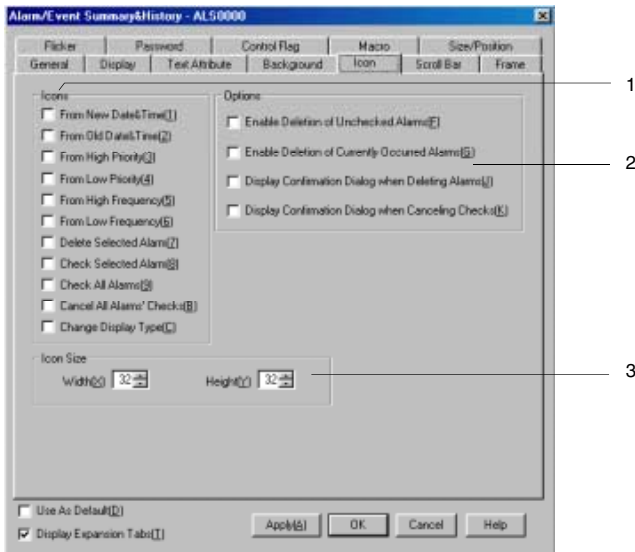 Alarm/Event Summary&History - ALS0000
Flicker Password Control Flag Macro Size/Position
General Display Text Attribute Background Icon Scroll Bar Frame
Icons
From New Date&Time(1)
From Old Date&Time(2)
From High Priority(3)
From Low Priority(4)
From High Frequency(5)
From Low Frequency(6)
Delete Selected Alarm(7)
Check Selected Alarm(8)
Check All Alarms(9)
Cancel All Alarms' Checks(B)
Change Display Type(C)
Options
Enable Deletion of Unchecked Alarms(F)
Enable Deletion of Currently Occurred Alarms(G)
Display Confirmation Dialog when Deleting Alarms(J)
Display Confirmation Dialog when Canceling Checks(K)
1
2
Icon Size
Width(X) 32 Height(Y) 32
3
Use As Default(D)
Display Expansion Tabs(T)
Apply(A) OK Cancel Help